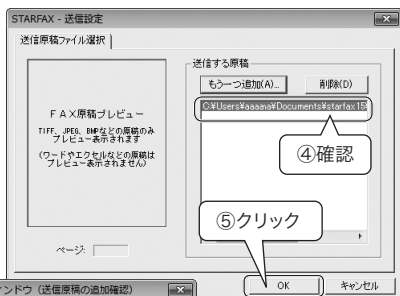 STARFAX - 送信設定
送信原稿ファイル選択
送信する原稿
もう一つ追加(A)...
削除(D)
C:¥Users¥aaaana¥Documents¥starfax15
FAX原稿プレビュー
TIFF、JPEG、BMPなどの原稿のみ
プレビュー表示されます
(ワードやエクセルなどの原稿は
プレビュー表示されません)
④確認
⑤クリック
ページ:
OK
キャンセル
ンドウ(送信原稿の追加確認)